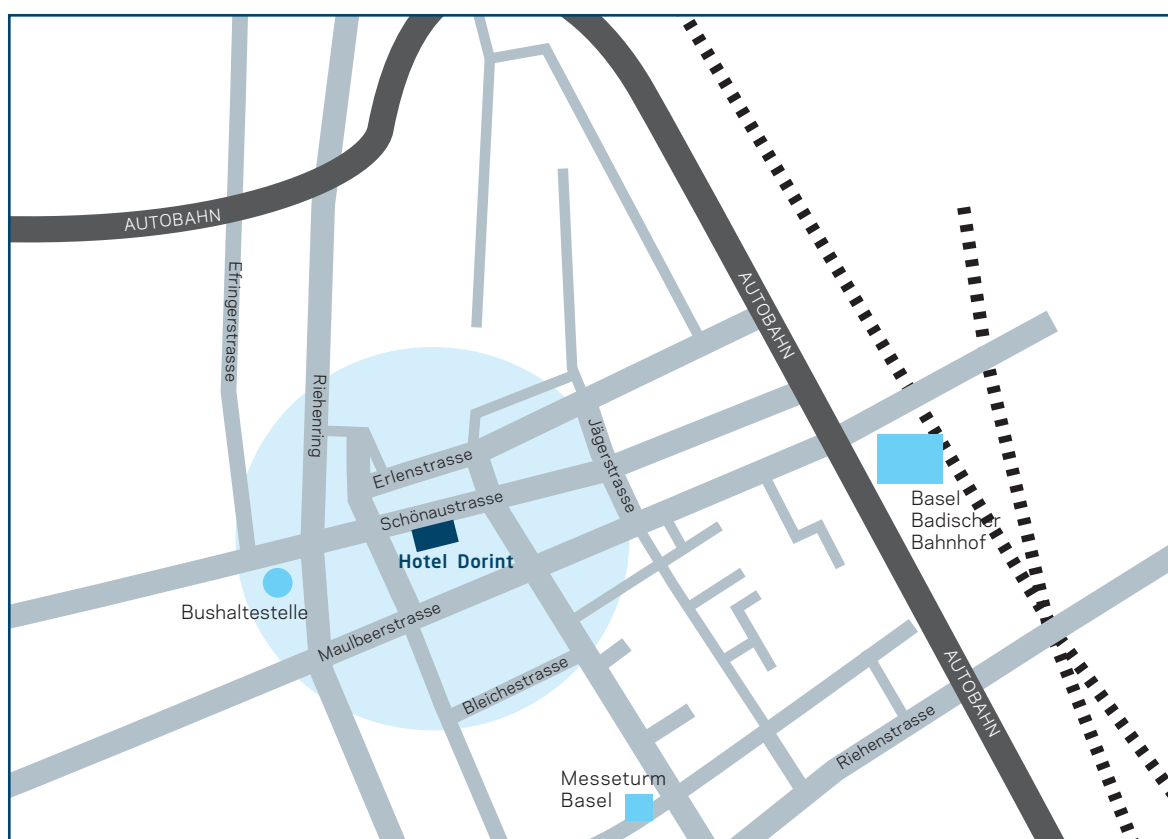 AUTOBAHN
Efringerstrasse
AUTOBAHN
Riehenring
Jägerstrasse
Erlenstrasse
Schönaustrasse
Basel
Badischer
Bahnhof
Hotel Dorint
Bushaltestelle
Maulbeerstrasse
Bleichestrasse
AUTOBAHN
Riehenstrasse
Messeturm
Basel